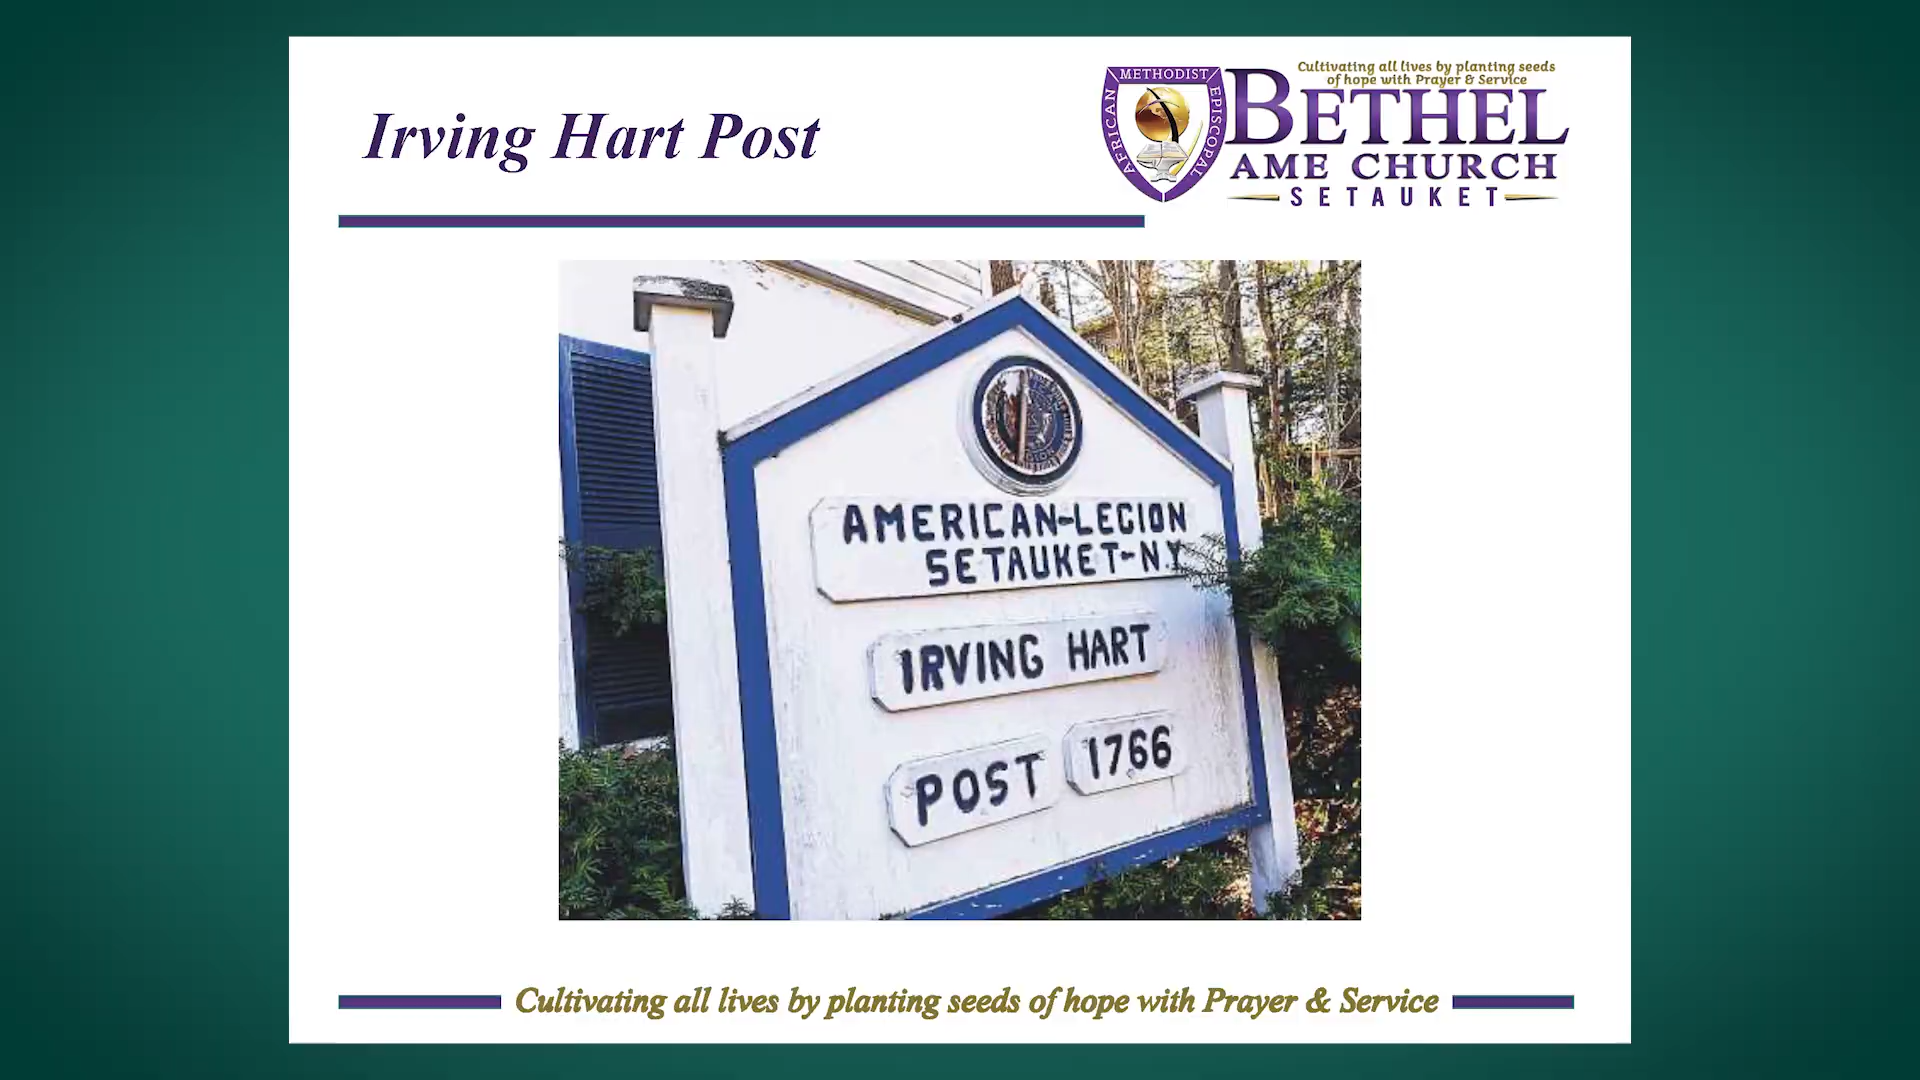 Irving Hart Post
Cultivating all lives by planting seeds
of hope with Prayer & Service
AFRICAN METHODIST EPISCOPAL
BETHEL
AME CHURCH
SETAUKET
AMERICAN-LEGION
SETAUKET-N.Y
IRVING HART
POST 1766
Cultivating all lives by planting seeds of hope with Prayer & Service